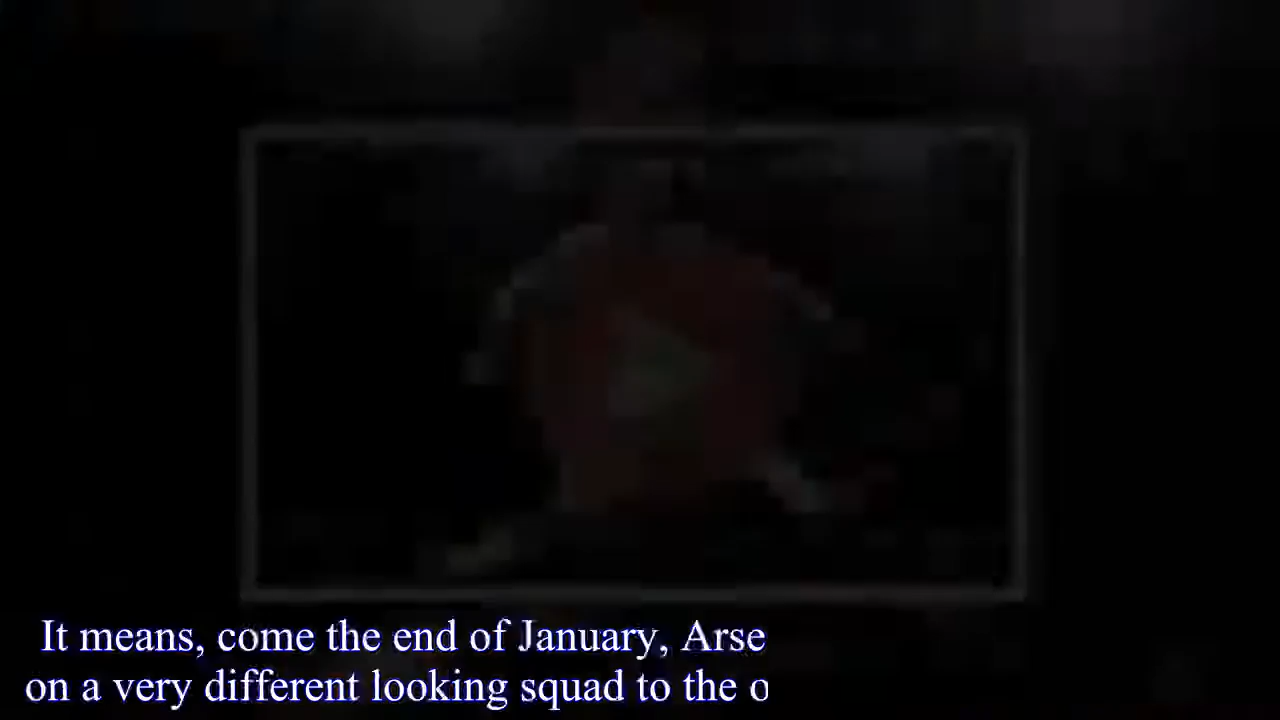 It means, come the end of January, Arse
on a very different looking squad to the o